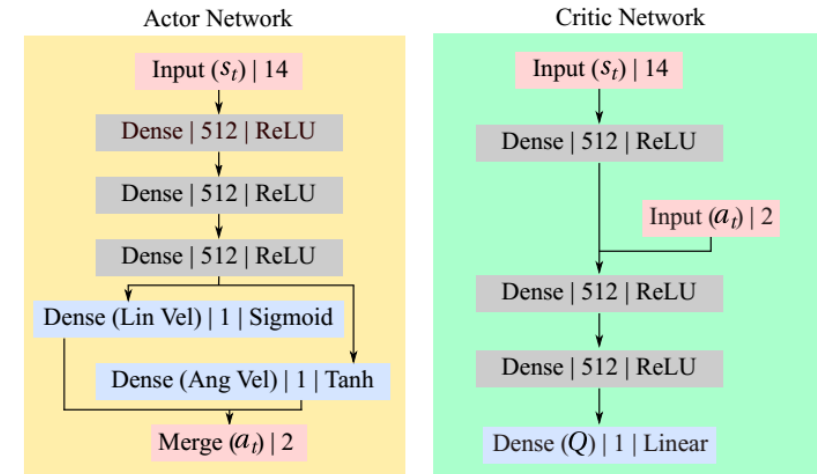 Actor Network
Input (s_t) | 14
Dense | 512 | ReLU
Dense | 512 | ReLU
Dense | 512 | ReLU
Dense (Lin Vel) | 1 | Sigmoid
Dense (Ang Vel) | 1 | Tanh
Merge (a_t) | 2
Critic Network
Input (s_t) | 14
Dense | 512 | ReLU
Input (a_t) | 2
Dense | 512 | ReLU
Dense | 512 | ReLU
Dense (Q) | 1 | Linear